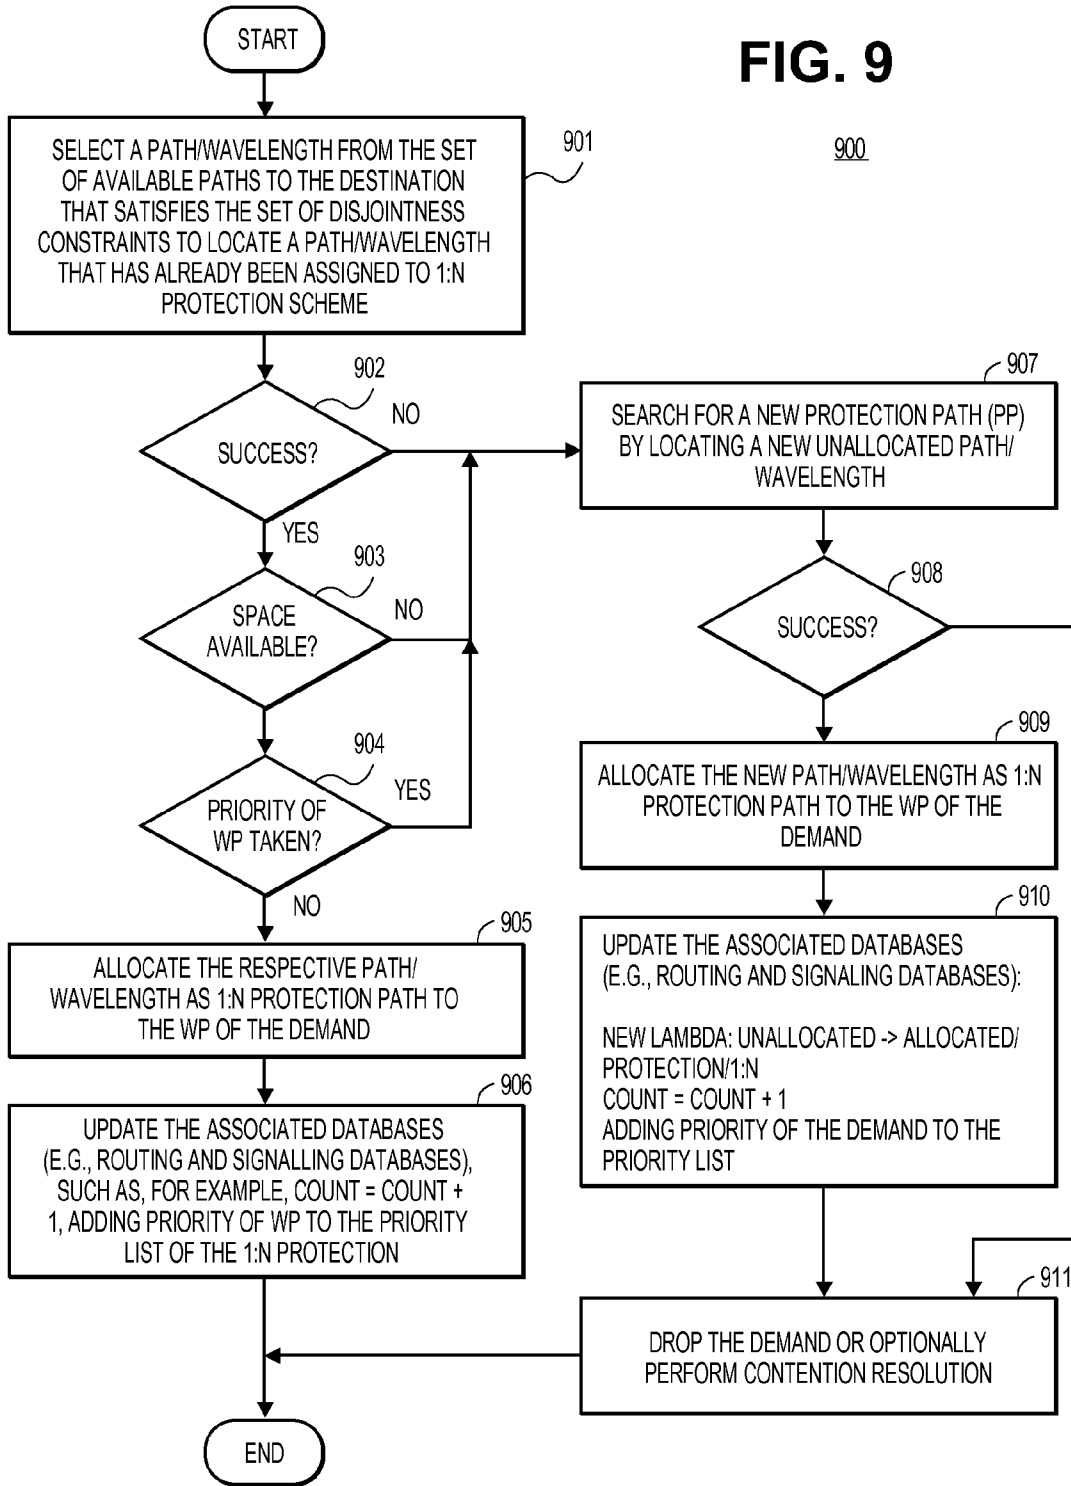 START
FIG. 9
900
SELECT A PATH/WAVELENGTH FROM THE SET
OF AVAILABLE PATHS TO THE DESTINATION
THAT SATISFIES THE SET OF DISJOINTNESS
CONSTRAINTS TO LOCATE A PATH/WAVELENGTH
THAT HAS ALREADY BEEN ASSIGNED TO 1:N
PROTECTION SCHEME
901
902
SUCCESS?
NO
YES
903
SPACE
AVAILABLE?
NO
904
PRIORITY OF
WP TAKEN?
YES
NO
905
ALLOCATE THE RESPECTIVE PATH/
WAVELENGTH AS 1:N PROTECTION PATH TO
THE WP OF THE DEMAND
906
UPDATE THE ASSOCIATED DATABASES
(E.G., ROUTING AND SIGNALLING DATABASES),
SUCH AS, FOR EXAMPLE, COUNT = COUNT +
1, ADDING PRIORITY OF WP TO THE PRIORITY
LIST OF THE 1:N PROTECTION
907
SEARCH FOR A NEW PROTECTION PATH (PP)
BY LOCATING A NEW UNALLOCATED PATH/
WAVELENGTH
908
SUCCESS?
909
ALLOCATE THE NEW PATH/WAVELENGTH AS 1:N
PROTECTION PATH TO THE WP OF THE
DEMAND
910
UPDATE THE ASSOCIATED DATABASES
(E.G., ROUTING AND SIGNALING DATABASES):
NEW LAMBDA: UNALLOCATED -> ALLOCATED/
PROTECTION/1:N
COUNT = COUNT + 1
ADDING PRIORITY OF THE DEMAND TO THE
PRIORITY LIST
911
DROP THE DEMAND OR OPTIONALLY
PERFORM CONTENTION RESOLUTION
END